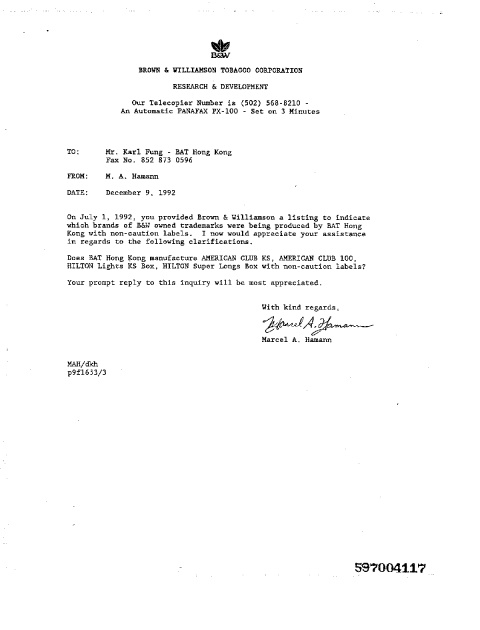 B&W
BROWN & WILLIAMSON TOBACCO CORPORATION
RESEARCH & DEVELOPMENT
Our Telecopier Number is (502) 568-8210 -
An Automatic PANAFAX PX-100 - Set on 3 Minutes
TO: Mr. Karl Fung - BAT Hong Kong
Fax No. 852 873 0596
FROM: M. A. Hamann
DATE: December 9, 1992
On July 1, 1992, you provided Brown & Williamson a listing to indicate
which brands of B&W owned trademarks were being produced by BAT Hong
Kong with non-caution labels. I now would appreciate your assistance
in regards to the following clarifications.
Does BAT Hong Kong manufacture AMERICAN CLUB KS, AMERICAN CLUB 100,
HILTON Lights KS Box, HILTON Super Longs Box with non-caution labels?
Your prompt reply to this inquiry will be most appreciated.
With kind regards,
Marcel A. Hamann
Marcel A. Hamann
MAH/dkh
p9f1653/3
597004117